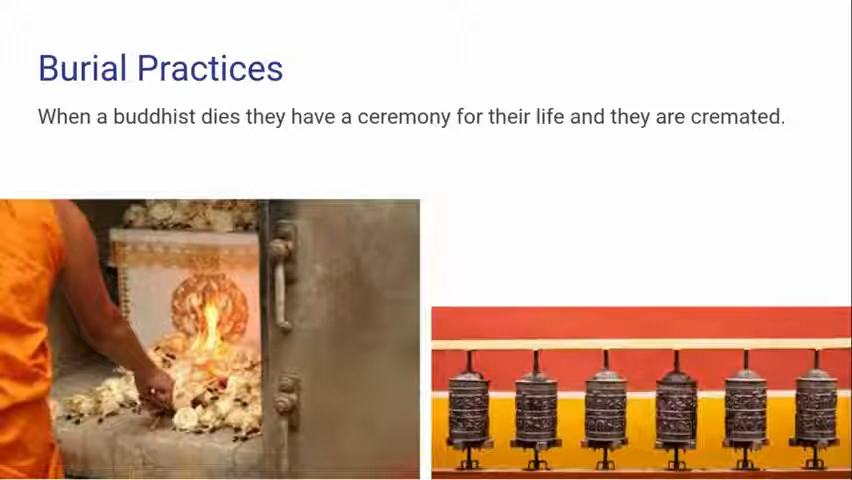 Burial Practices
When a buddhist dies they have a ceremony for their life and they are cremated.